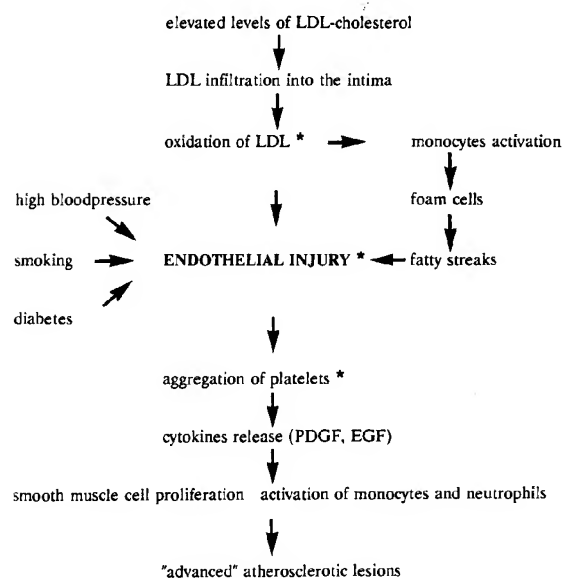 elevated levels of LDL-cholesterol
LDL infiltration into the intima
oxidation of LDL * monocytes activation
high bloodpressure foam cells
smoking ENDOTHELIAL INJURY * fatty streaks
diabetes
aggregation of platelets *
cytokines release (PDGF, EGF)
smooth muscle cell proliferation activation of monocytes and neutrophils
"advanced" atherosclerotic lesions